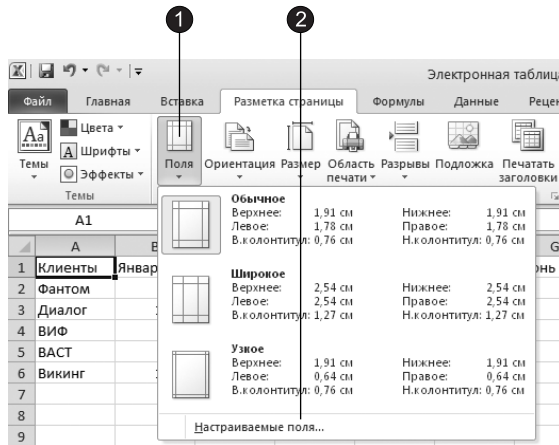 1 2
Электронная таблица
Файл Главная Вставка Разметка страницы Формулы Данные Рецен
Aa Цвета
A Шрифты
Эффекты
Темы Поля Ориентация Размер Область печати Разрывы Подложка Печатать заголовки
Темы
A1
Обычное
Верхнее: 1,91 см Нижнее: 1,91 см
Левое: 1,78 см Правое: 1,78 см
В.колонтитул: 0,76 см Н.колонтитул: 0,76 см
Широкое
Верхнее: 2,54 см Нижнее: 2,54 см
Левое: 2,54 см Правое: 2,54 см
В.колонтитул: 1,27 см Н.колонтитул: 1,27 см
Узкое
Верхнее: 1,91 см Нижнее: 1,91 см
Левое: 0,64 см Правое: 0,64 см
В.колонтитул: 0,76 см Н.колонтитул: 0,76 см
Настраиваемые поля...
A B G
1 Клиенты Январ нь
2 Фантом
3 Диалог
4 ВИФ
5 ВАСТ
6 Викинг
7
8
9